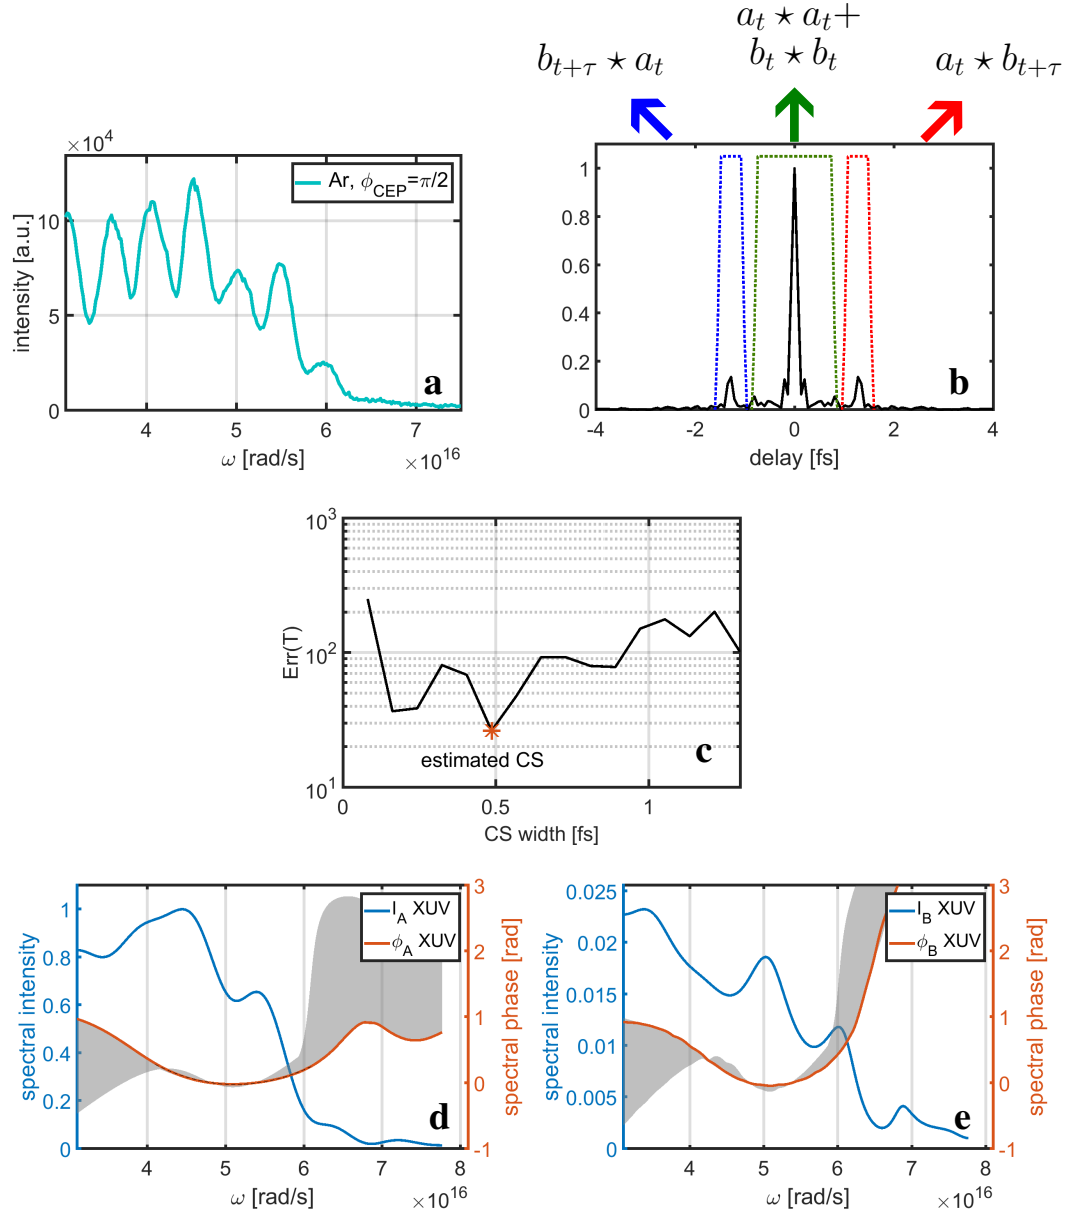 a_t ⋆ a_t+
b_{t+τ} ⋆ a_t
b_t ⋆ b_t
a_t ⋆ b_{t+τ}
×10^4
Ar, ϕ_CEP=π/2
10
5
0
intensity [a.u.]
a
4 5 6 7
ω [rad/s]
×10^16
1
0.8
0.6
0.4
0.2
0
b
-4 -2 0 2 4
delay [fs]
10^3
10^2
10^1
Err(T)
estimated CS
c
0 0.5 1
CS width [fs]
1
0.8
0.6
0.4
0.2
0
spectral intensity
I_A XUV
ϕ_A XUV
3
2
1
0
-1
spectral phase [rad]
d
4 5 6 7 8
ω [rad/s]
×10^16
0.025
0.02
0.015
0.01
0.005
0
spectral intensity
I_B XUV
ϕ_B XUV
3
2
1
0
-1
spectral phase [rad]
e
4 5 6 7 8
ω [rad/s]
×10^16